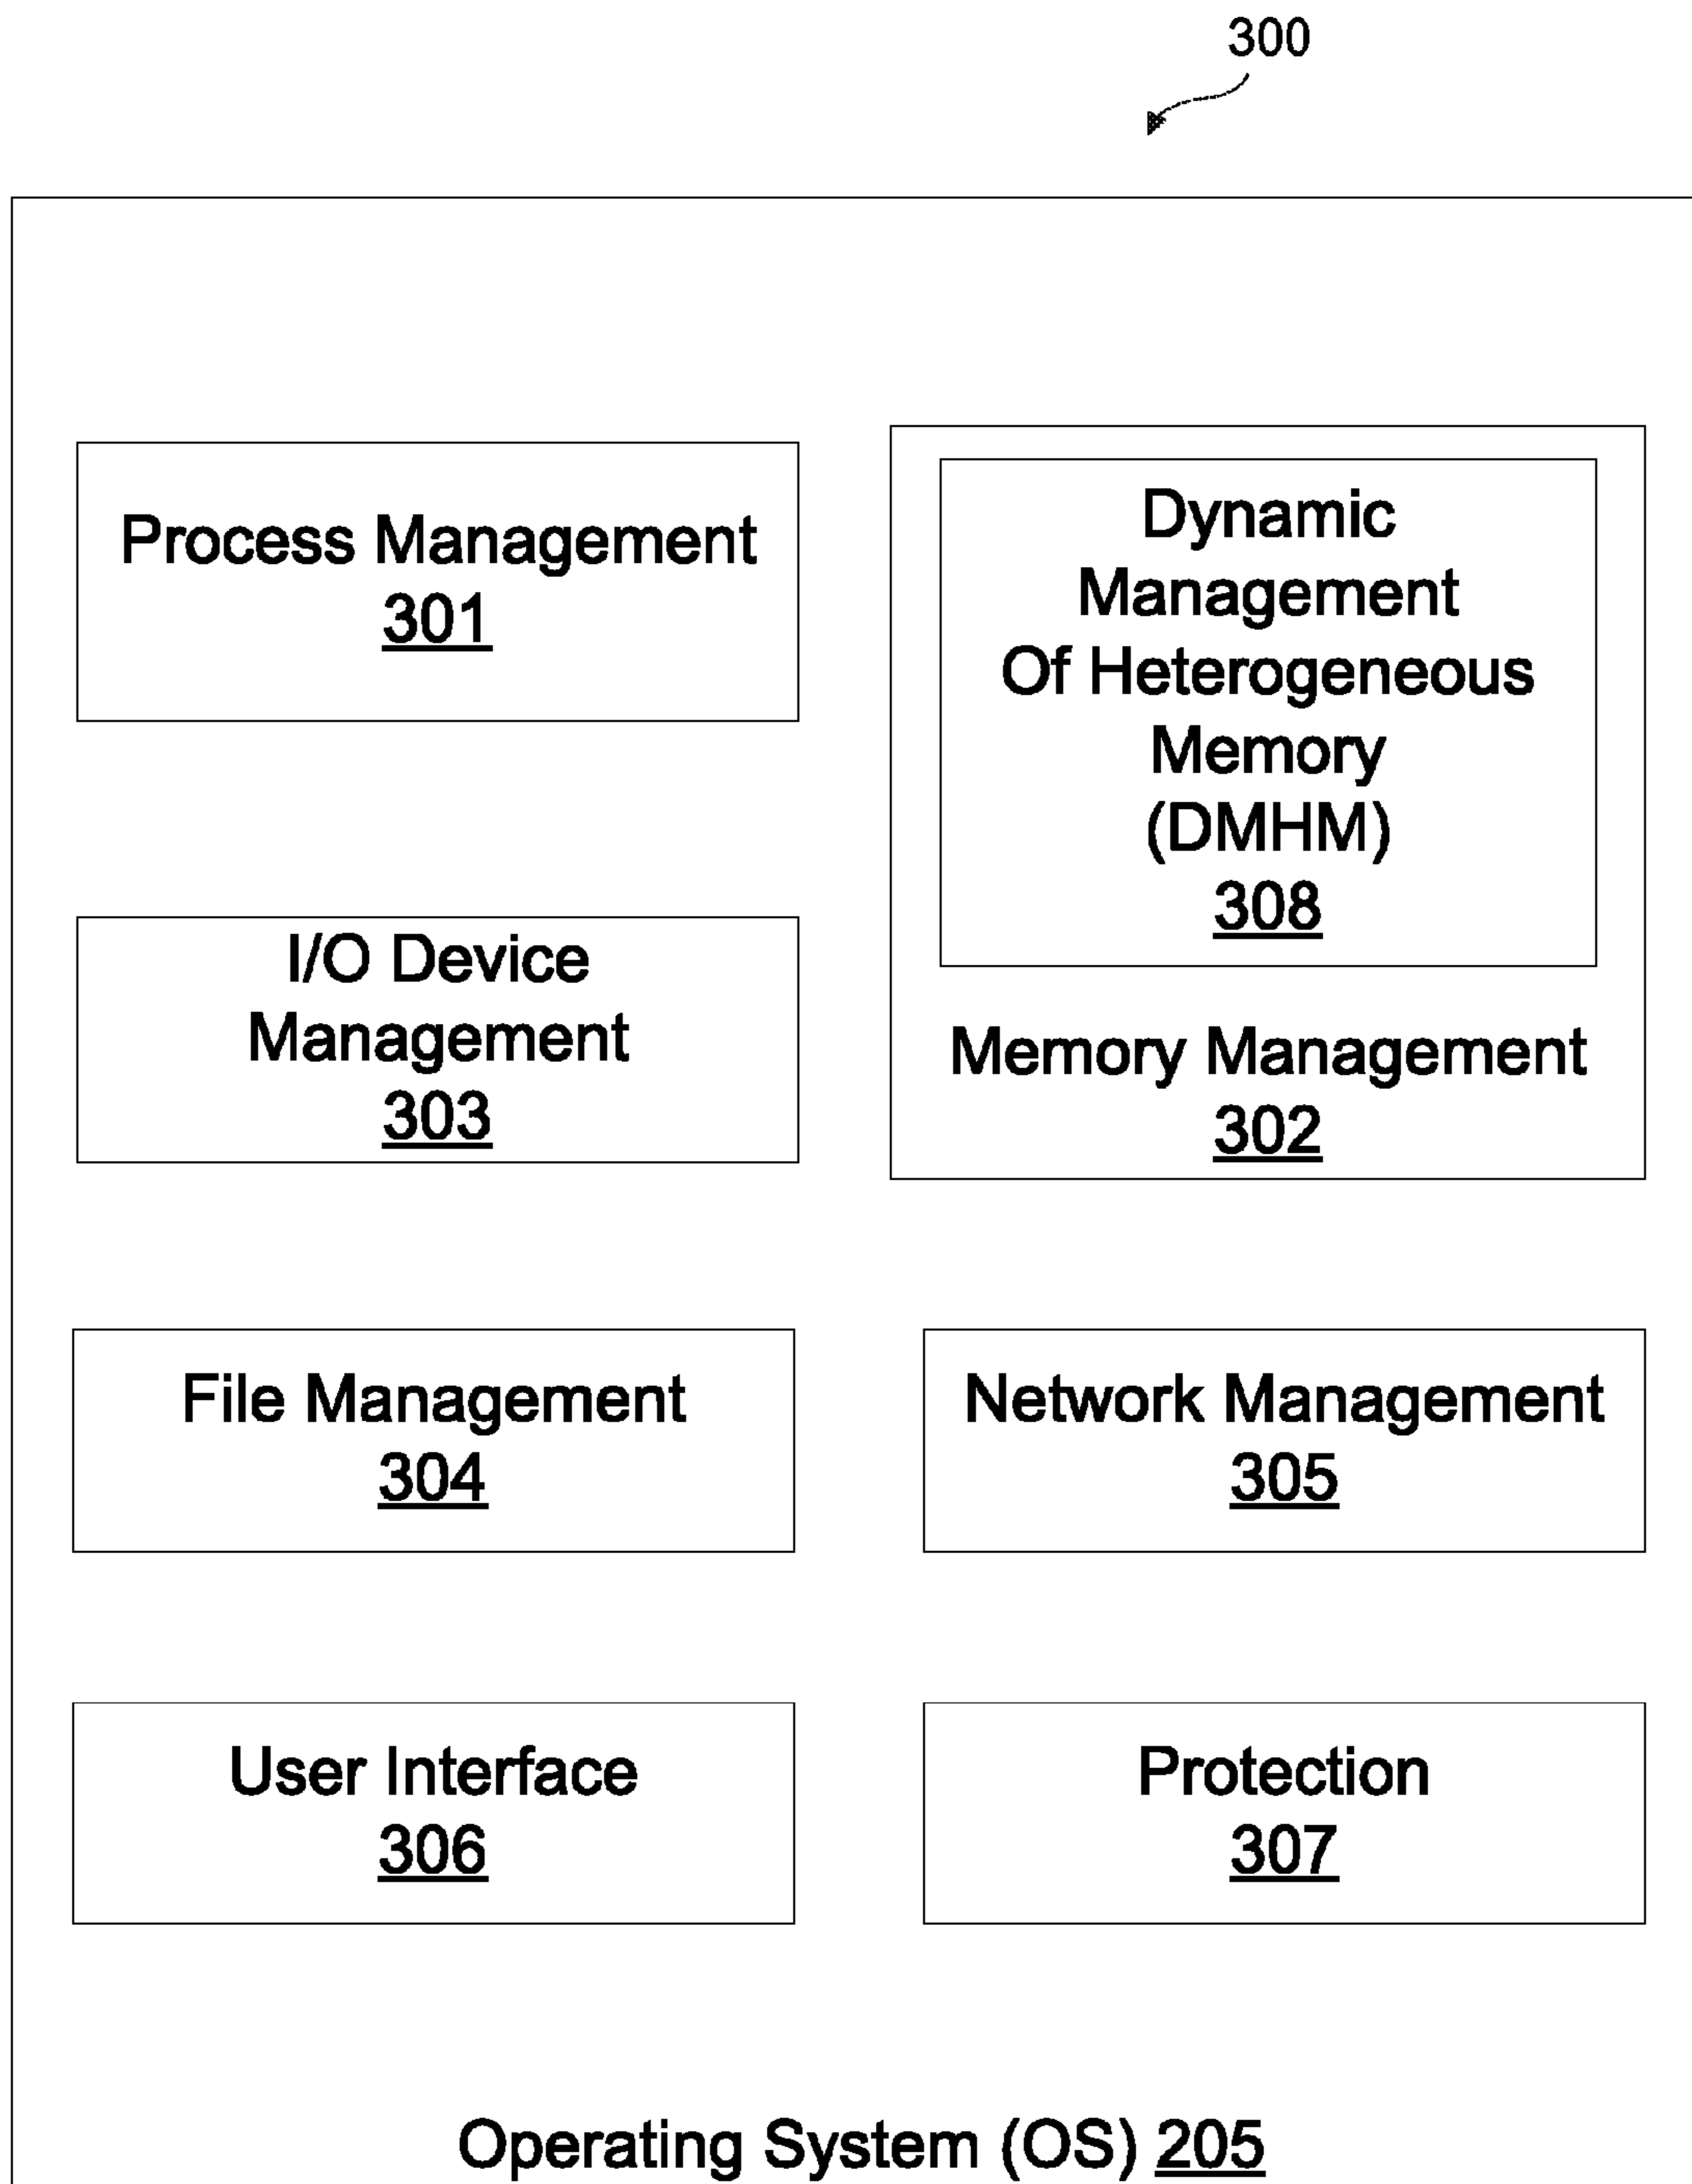 300
Process Management
301
Dynamic
Management
Of Heterogeneous
Memory
(DMHM)
308
Memory Management
302
I/O Device
Management
303
File Management
304
Network Management
305
User Interface
306
Protection
307
Operating System (OS) 205